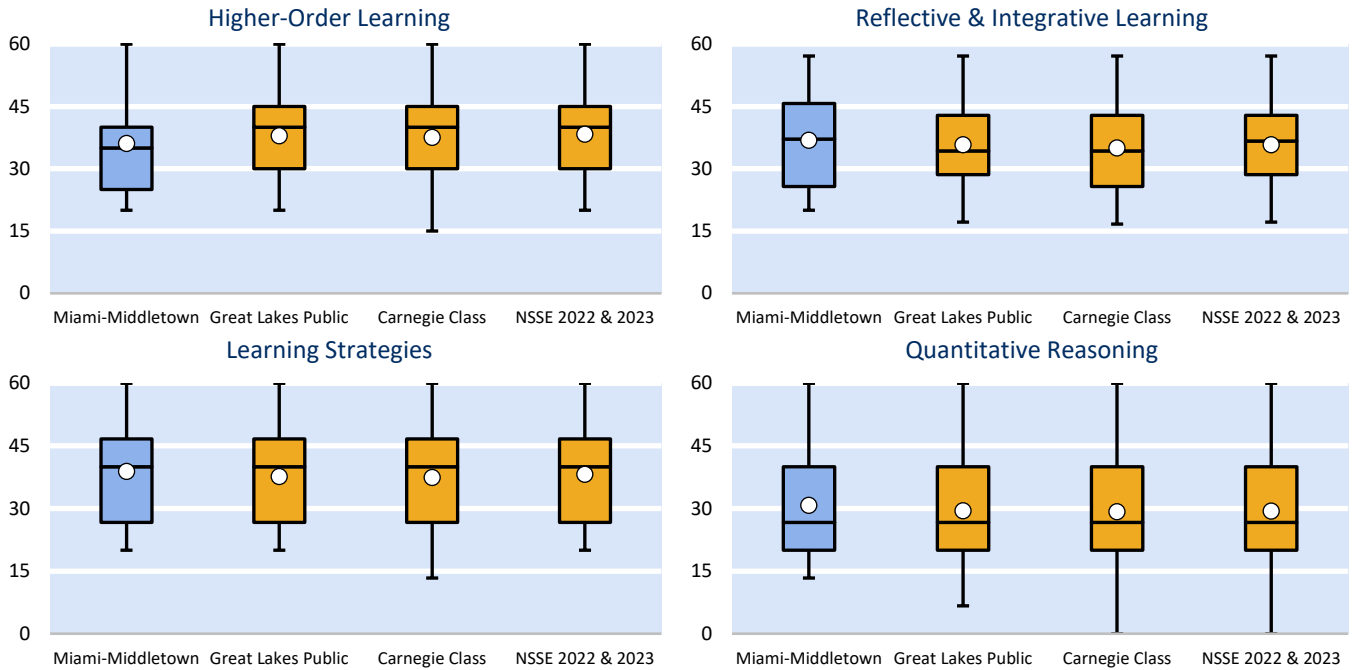 Higher-Order Learning
60
45
30
15
0
Miami-Middletown Great Lakes Public Carnegie Class NSSE 2022 & 2023
Reflective & Integrative Learning
60
45
30
15
0
Miami-Middletown Great Lakes Public Carnegie Class NSSE 2022 & 2023
Learning Strategies
60
45
30
15
0
Miami-Middletown Great Lakes Public Carnegie Class NSSE 2022 & 2023
Quantitative Reasoning
60
45
30
15
0
Miami-Middletown Great Lakes Public Carnegie Class NSSE 2022 & 2023